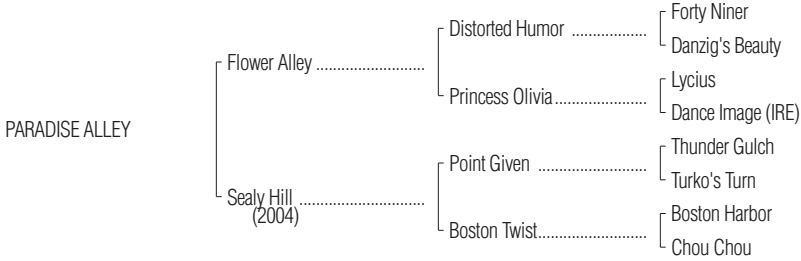 Forty Niner
Distorted Humor ...................
Danzig's Beauty
Flower Alley ...........................
Lycius
Princess Olivia.......................
Dance Image (IRE)
PARADISE ALLEY
Thunder Gulch
Point Given ...........................
Turko's Turn
Sealy Hill ...............................
(2004)
Boston Harbor
Boston Twist...........................
Chou Chou